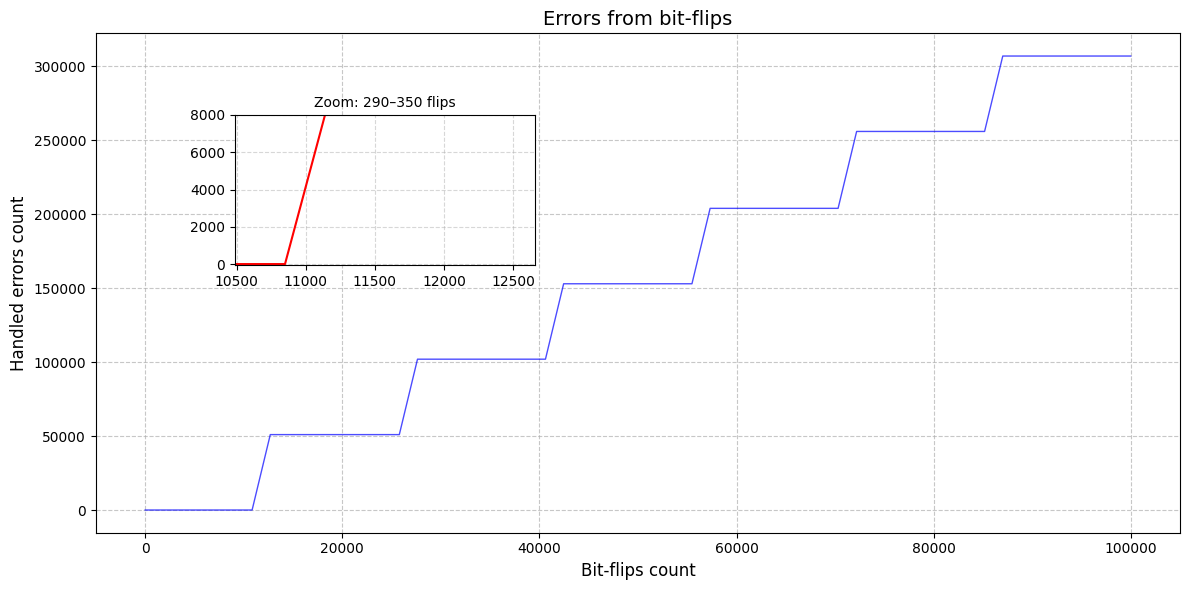 Errors from bit-flips
300000
250000
200000
150000
100000
50000
0
Handled errors count
Zoom: 290–350 flips
8000
6000
4000
2000
0
10500 11000 11500 12000 12500
0 20000 40000 60000 80000 100000
Bit-flips count